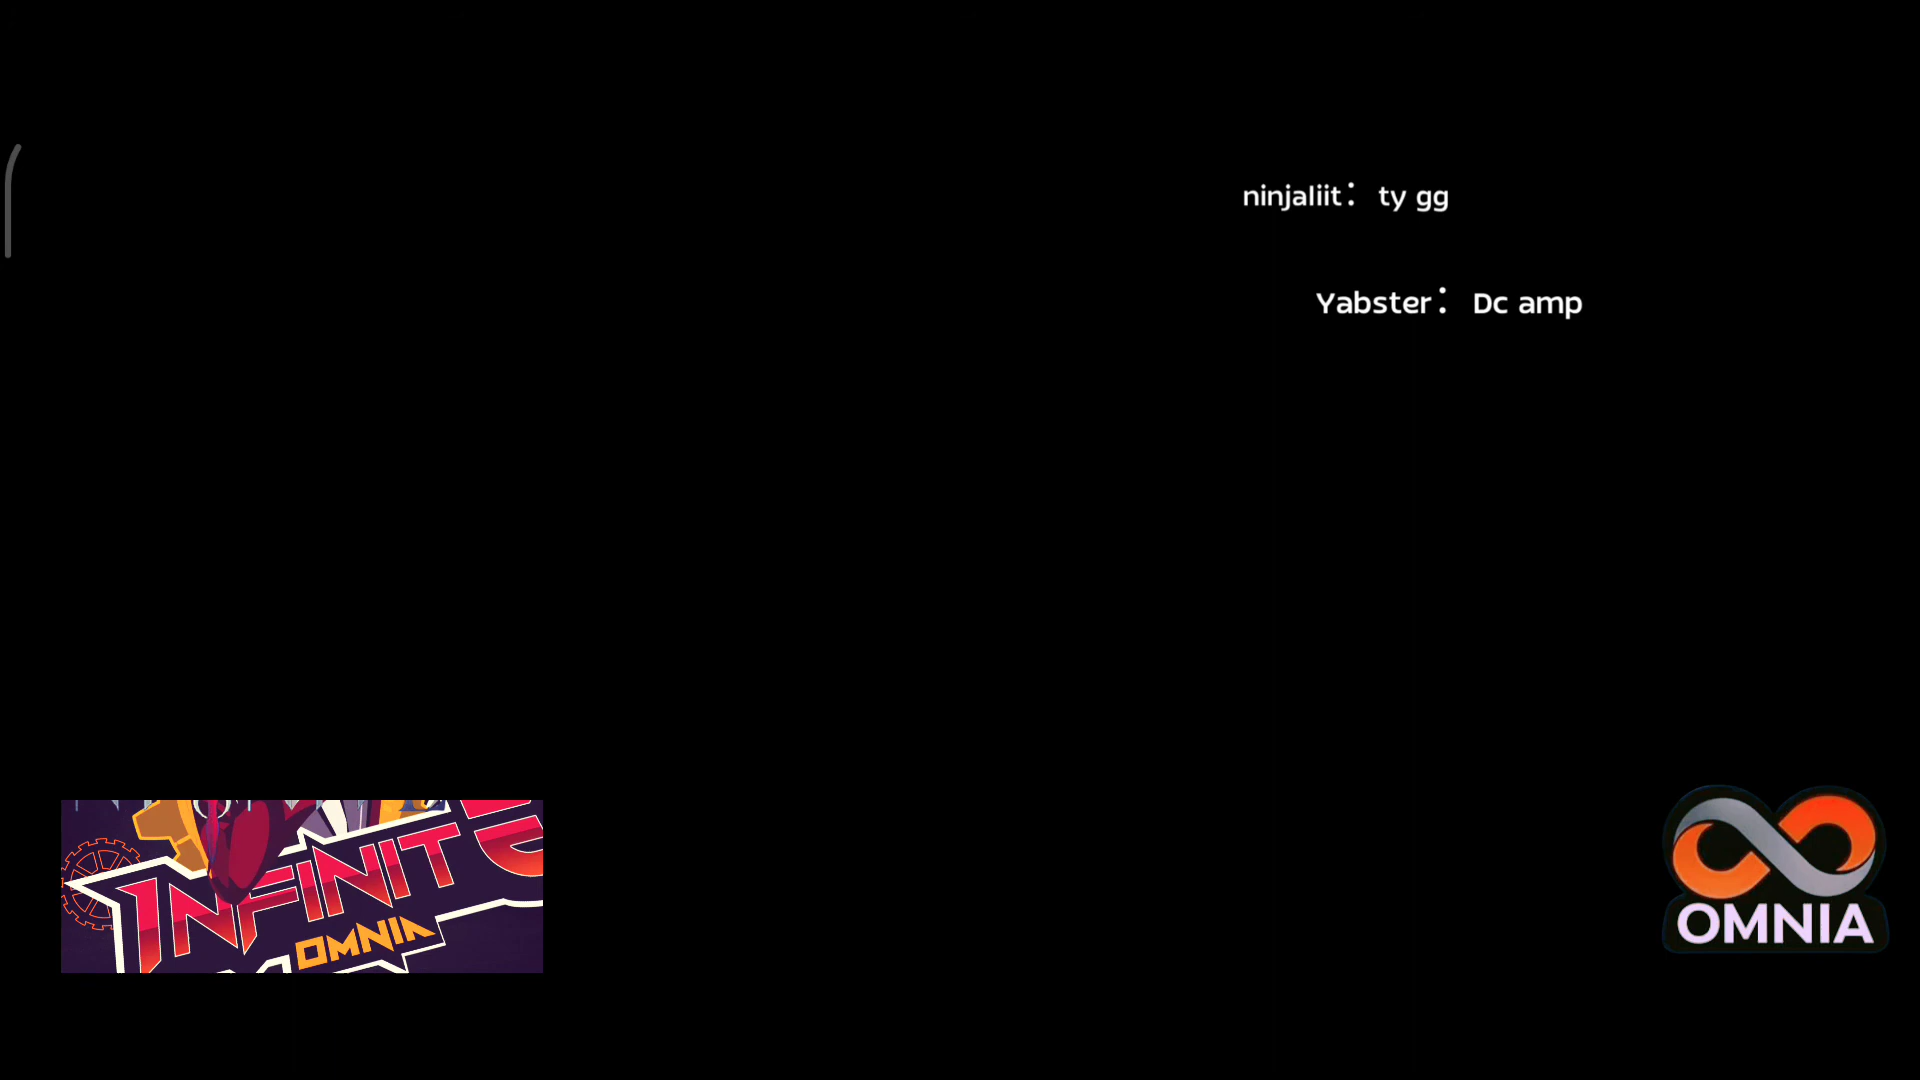 ninjaliit: ty gg
Yabster: Dc amp
INFINITE
OMNIA
OMNIA